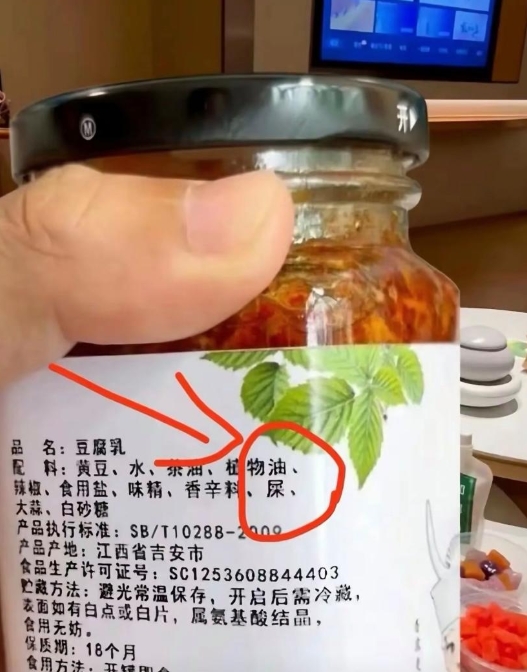 M
开
品 名：豆腐乳
配 料：黄豆、水、茶油、植物油、
辣椒、食用盐、味精、香辛料、屎、
大蒜、白砂糖
产品执行标准：SB/T10288-2009
产品产地：江西省吉安市
食品生产许可证号：SC1253608844403
贮藏方法：避光常温保存，开启后需冷藏，
表面如有白点或白片，属氨基酸结晶，
食用无妨。
保质期：18个月
食用方法：开罐即食